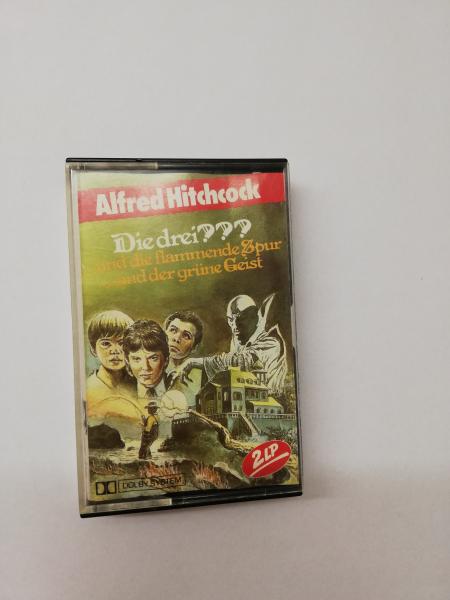 Alfred Hitchcock
Die drei???
und die flammende Spur
und der grüne Geist
2.LP
DOLBY SYSTEM